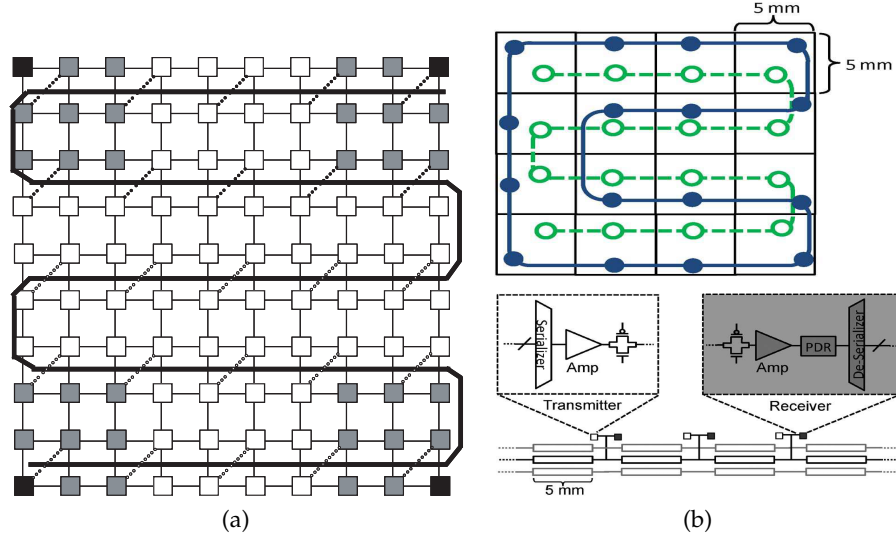 5 mm
5 mm
Serializer
Amp
Transmitter
Amp
PDR
De-Serializer
Receiver
5 mm
(a)
(b)